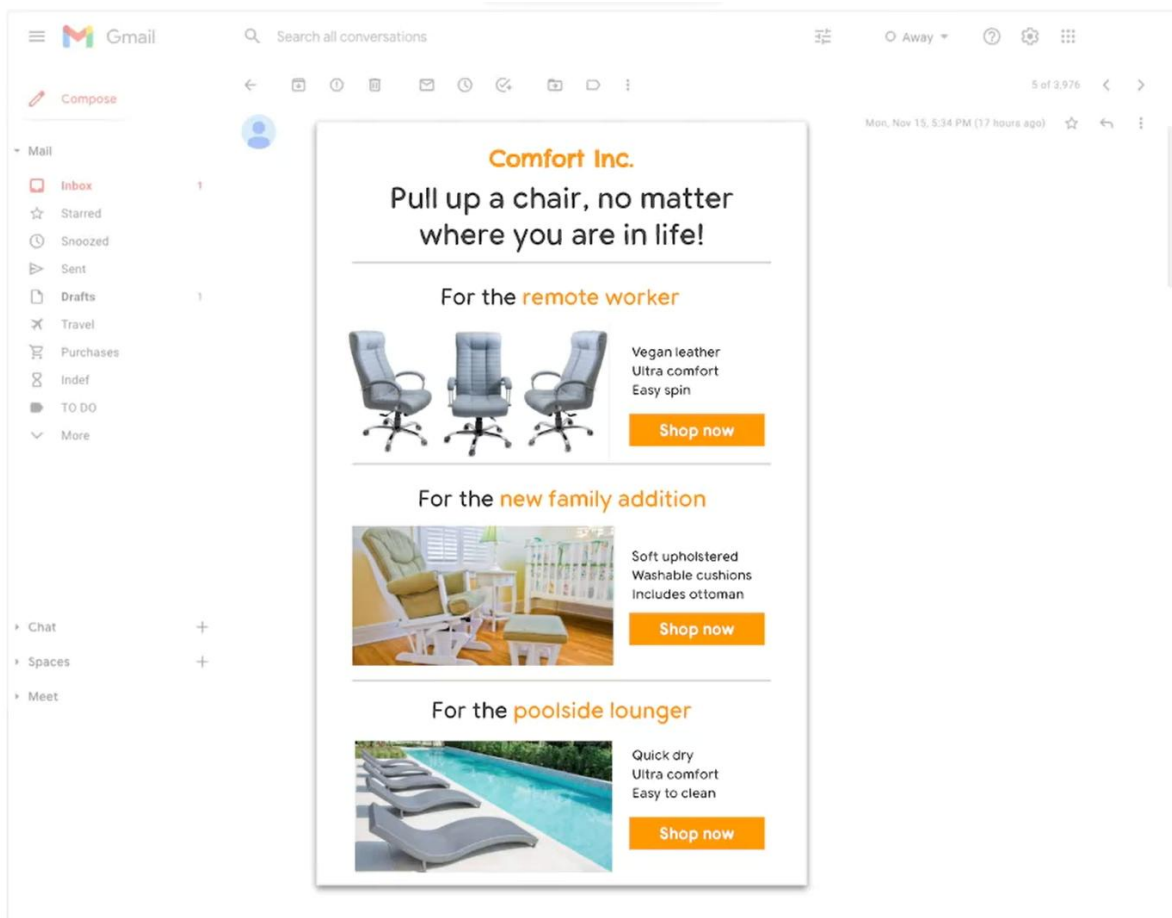 Gmail
Search all conversations
Away
Compose
5 of 3,976
Mon, Nov 15, 5:34 PM (17 hours ago)
Mail
Inbox 1
Starred
Snoozed
Sent
Drafts 1
Travel
Purchases
Indef
TO DO
More
Chat
Spaces
Meet
Comfort Inc.
Pull up a chair, no matter
where you are in life!
For the remote worker
Vegan leather
Ultra comfort
Easy spin
Shop now
For the new family addition
Soft upholstered
Washable cushions
Includes ottoman
Shop now
For the poolside lounger
Quick dry
Ultra comfort
Easy to clean
Shop now